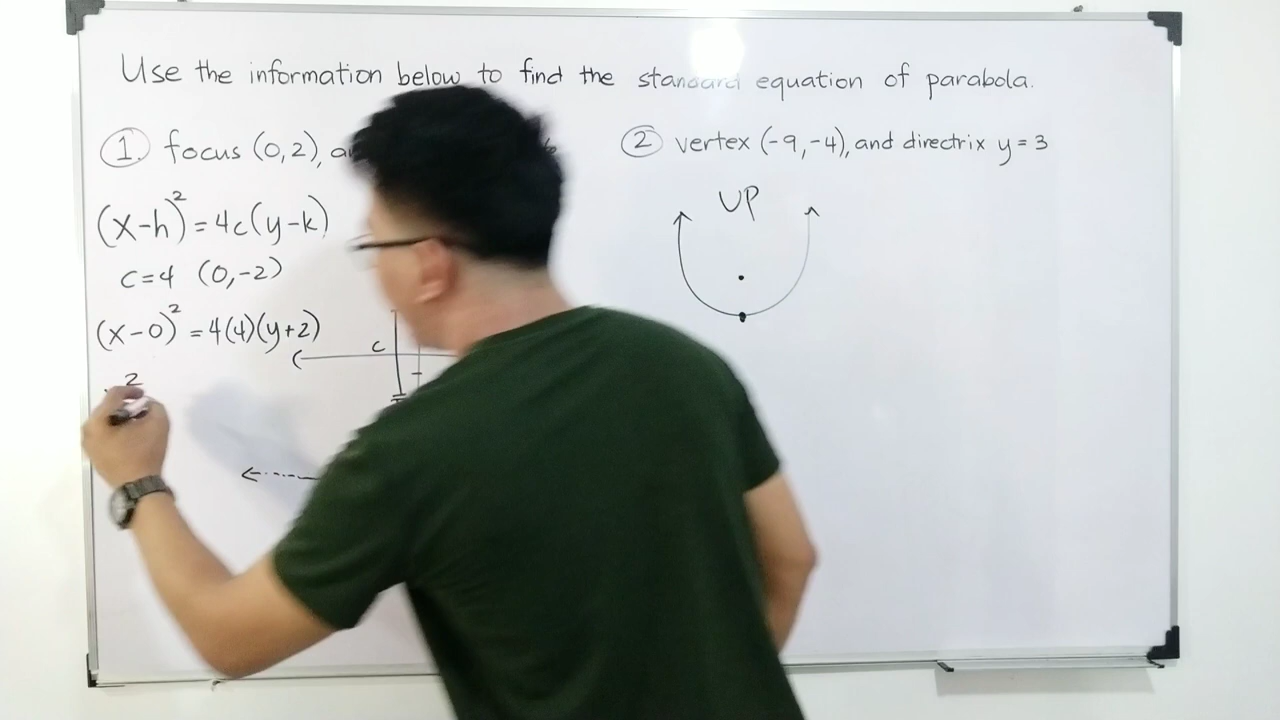 Use the information below to find the standard equation of parabola.
1. focus (0,2), a
(x-h)²=4c(y-k)
c=4 (0,-2)
(x-0)²=4(4)(y+2)
2
c
2 vertex (-9,-4), and directrix y=3
UP